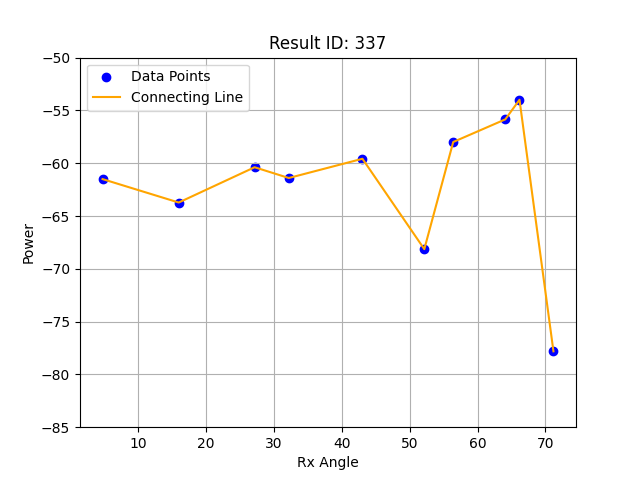 Result ID: 337
Data Points
Connecting Line
−50
−55
−60
−65
−70
−75
−80
−85
Power
10 20 30 40 50 60 70
Rx Angle